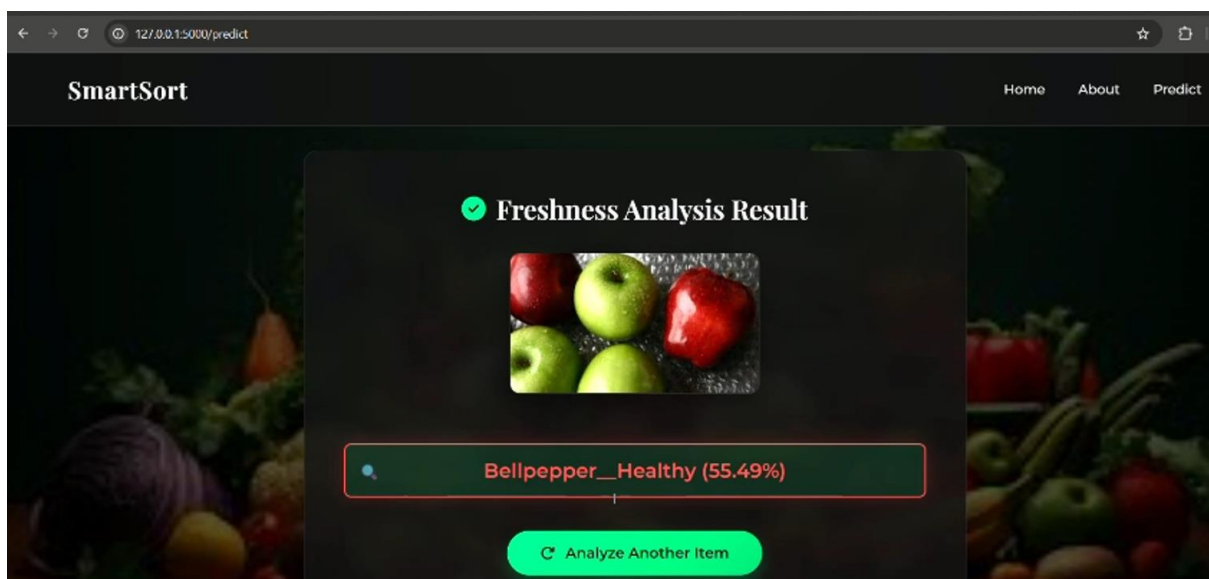 127.0.0.1:5000/predict
SmartSort
Home About Predict
Freshness Analysis Result
Bellpepper__Healthy (55.49%)
Analyze Another Item